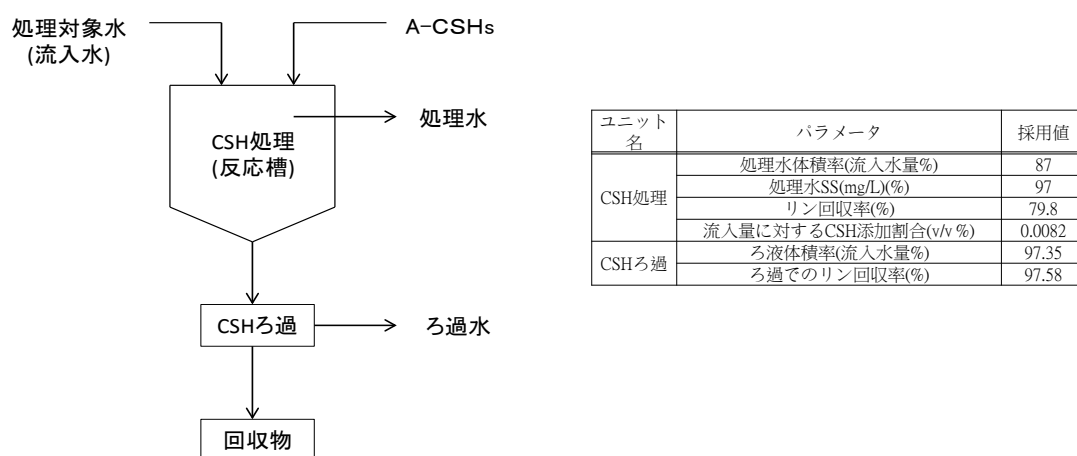 処理対象水
(流入水)
A-CSHs
CSH処理
(反応槽)
処理水
CSHろ過
ろ過水
回収物
ユニット名 パラメータ 採用値
CSH処理 処理水体積率(流入水量%) 87
処理水SS(mg/L)(%) 97
リン回収率(%) 79.8
流入量に対するCSH添加割合(v/v %) 0.0082
CSHろ過 ろ液体積率(流入水量%) 97.35
ろ過でのリン回収率(%) 97.58